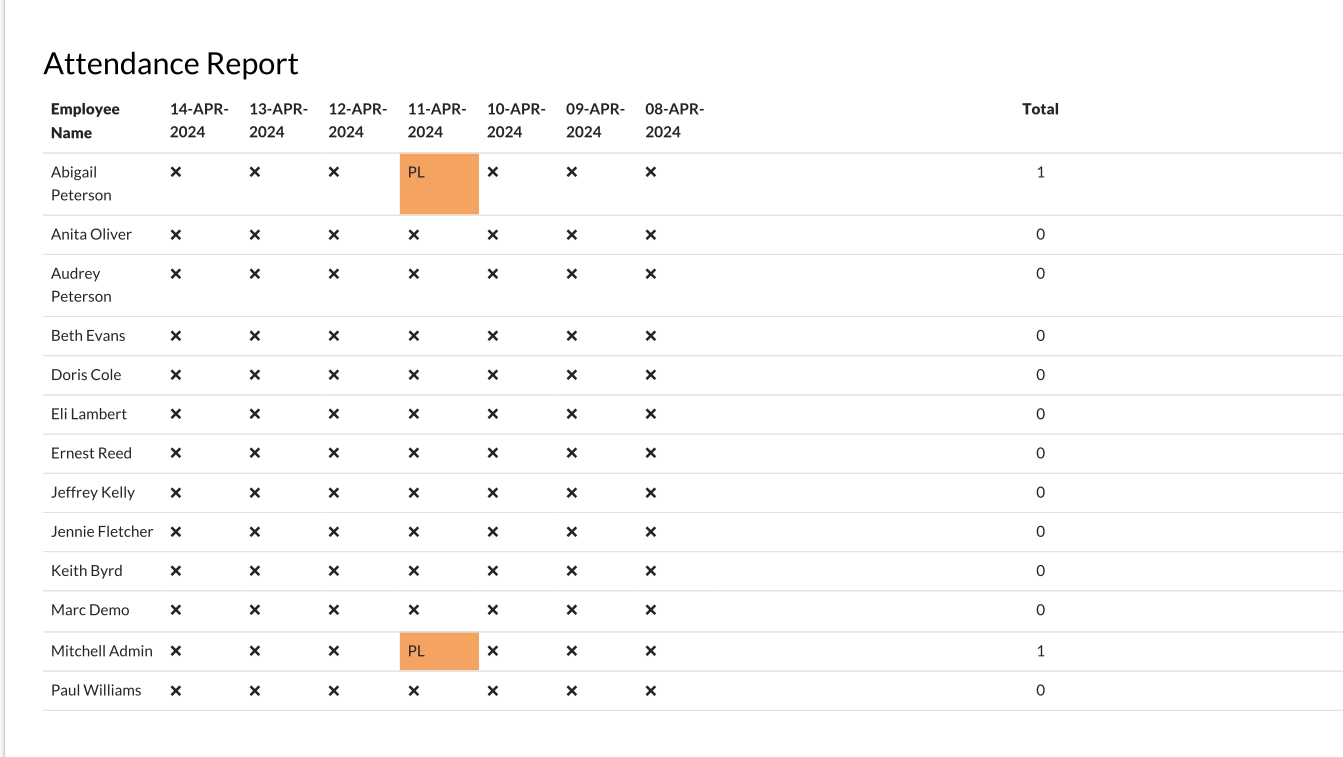 Attendance Report
Employee Name 14-APR-2024 13-APR-2024 12-APR-2024 11-APR-2024 10-APR-2024 09-APR-2024 08-APR-2024 Total
Abigail Peterson × × × PL × × × 1
Anita Oliver × × × × × × × 0
Audrey Peterson × × × × × × × 0
Beth Evans × × × × × × × 0
Doris Cole × × × × × × × 0
Eli Lambert × × × × × × × 0
Ernest Reed × × × × × × × 0
Jeffrey Kelly × × × × × × × 0
Jennie Fletcher × × × × × × × 0
Keith Byrd × × × × × × × 0
Marc Demo × × × × × × × 0
Mitchell Admin × × × PL × × × 1
Paul Williams × × × × × × × 0